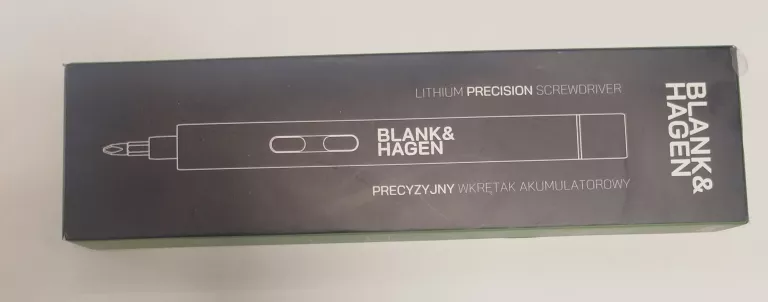 LITHIUM PRECISION SCREWDRIVER
BLANK&
HAGEN
PRECYZYJNY WKRĘTAK AKUMULATOROWY
BLANK&
HAGEN